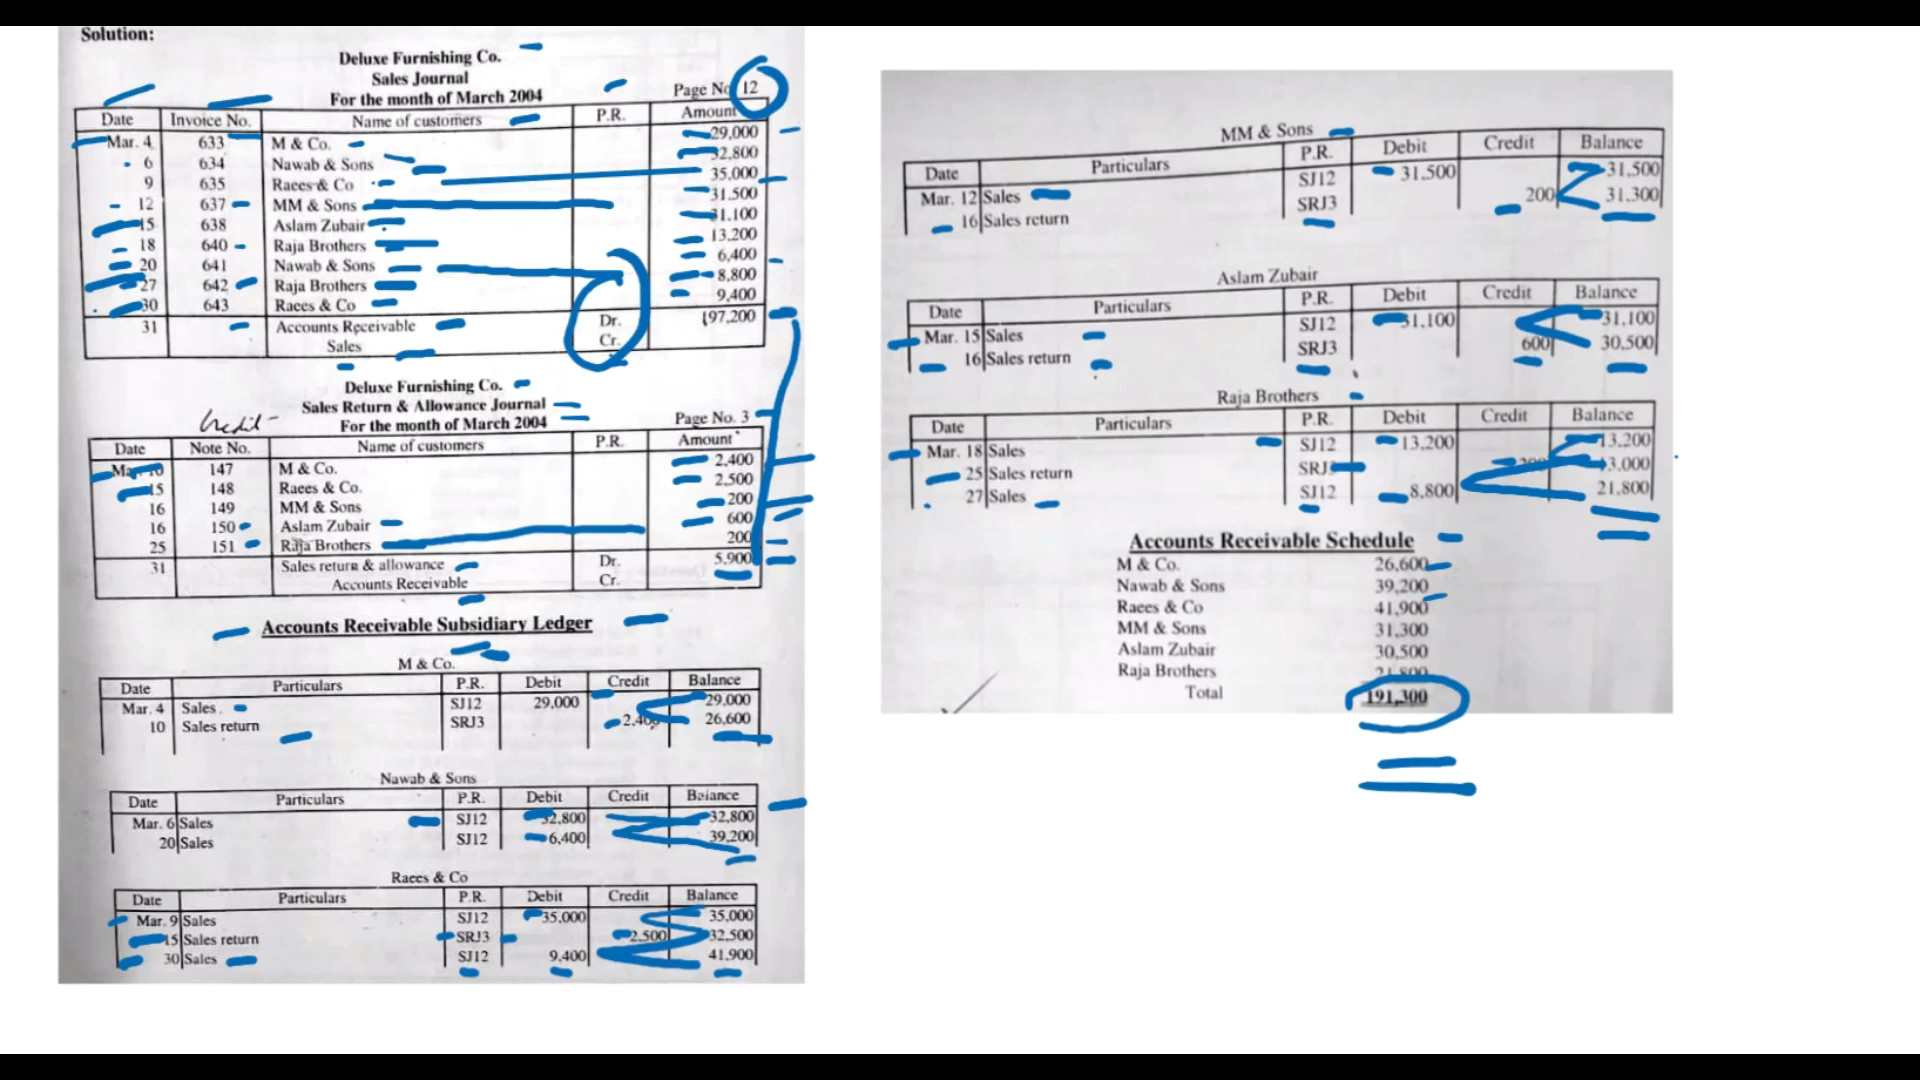 Solution:
Deluxe Furnishing Co.
Sales Journal
For the month of March 2004
Page No. 12
Date Invoice No. Name of customers P.R. Amount
Mar. 4 633 M & Co. 29,000
6 634 Nawab & Sons 32,800
9 635 Raees & Co 35,000
12 637 MM & Sons 31,500
15 638 Aslam Zubair 31,100
18 640 Raja Brothers 13,200
20 641 Nawab & Sons 6,400
27 642 Raja Brothers 8,800
30 643 Raees & Co 9,400
31 Accounts Receivable Dr. 197,200
Sales Cr.
Deluxe Furnishing Co.
Sales Return & Allowance Journal
For the month of March 2004
Page No. 3
Credit
Date Note No. Name of customers P.R. Amount
Mar. 10 147 M & Co. 2,400
15 148 Raees & Co. 2,500
16 149 MM & Sons 200
16 150 Aslam Zubair 600
25 151 Raja Brothers 200
31 Sales return & allowance Dr. 5,900
Accounts Receivable Cr.
Accounts Receivable Subsidiary Ledger
M & Co.
Date Particulars P.R. Debit Credit Balance
Mar. 4 Sales SJ12 29,000 29,000
10 Sales return SRJ3 2,400 26,600
Nawab & Sons
Date Particulars P.R. Debit Credit Balance
Mar. 6 Sales SJ12 32,800 32,800
20 Sales SJ12 6,400 39,200
Raees & Co
Date Particulars P.R. Debit Credit Balance
Mar. 9 Sales SJ12 35,000 35,000
15 Sales return SRJ3 2,500 32,500
30 Sales SJ12 9,400 41,900
MM & Sons
Date Particulars P.R. Debit Credit Balance
Mar. 12 Sales SJ12 31,500 31,500
16 Sales return SRJ3 200 31,300
Aslam Zubair
Date Particulars P.R. Debit Credit Balance
Mar. 15 Sales SJ12 31,100 31,100
16 Sales return SRJ3 600 30,500
Raja Brothers
Date Particulars P.R. Debit Credit Balance
Mar. 18 Sales SJ12 13,200 13,200
25 Sales return 13,000
27 Sales SJ12 8,800 21,800
Accounts Receivable Schedule
M & Co. 26,600
Nawab & Sons 39,200
Raees & Co 41,900
MM & Sons 31,300
Aslam Zubair 30,500
Raja Brothers 21,800
Total 191,300